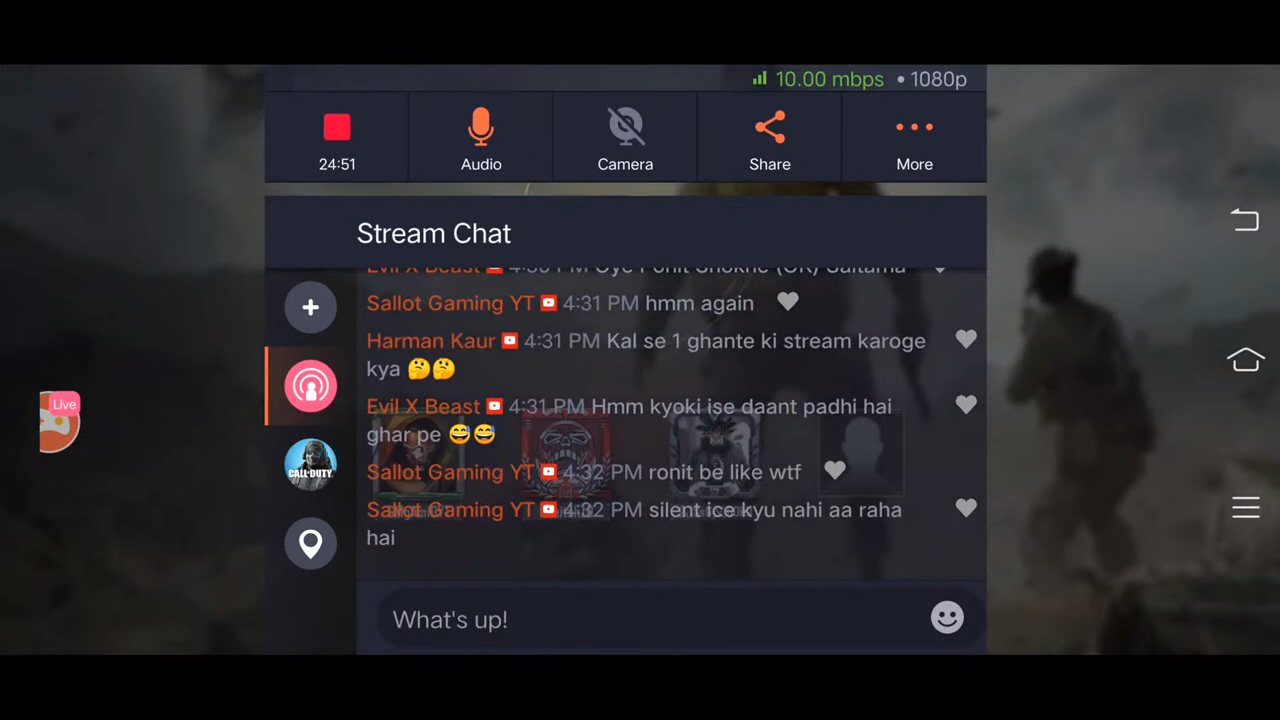 10.00 mbps • 1080p
24:51
Audio
Camera
Share
More
Stream Chat
Evil X Beast
Sallot Gaming YT 4:31 PM hmm again
Live
Harman Kaur 4:31 PM Kal se 1 ghante ki stream karoge
kya 🤔🤔
Evil X Beast 4:31 PM Hmm kyoki ise daant padhi hai
ghar pe 😅😅
CALL·DUTY
Sallot Gaming YT 4:32 PM ronit be like wtf
Sallot Gaming YT 4:32 PM silent ice kyu nahi aa raha
hai
What's up!